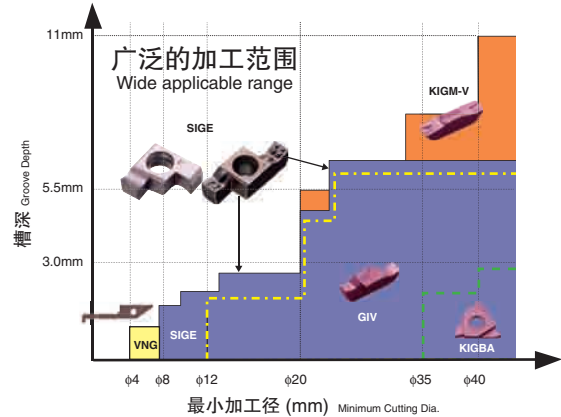 11mm
广泛的加工范围
Wide applicable range
KIGM-V
SIGE
5.5mm
槽深 Groove Depth
3.0mm
GIV
VNG
SIGE
KIGBA
φ4
φ8
φ12
φ20
φ35
φ40
最小加工径 (mm) Minimum Cutting Dia.